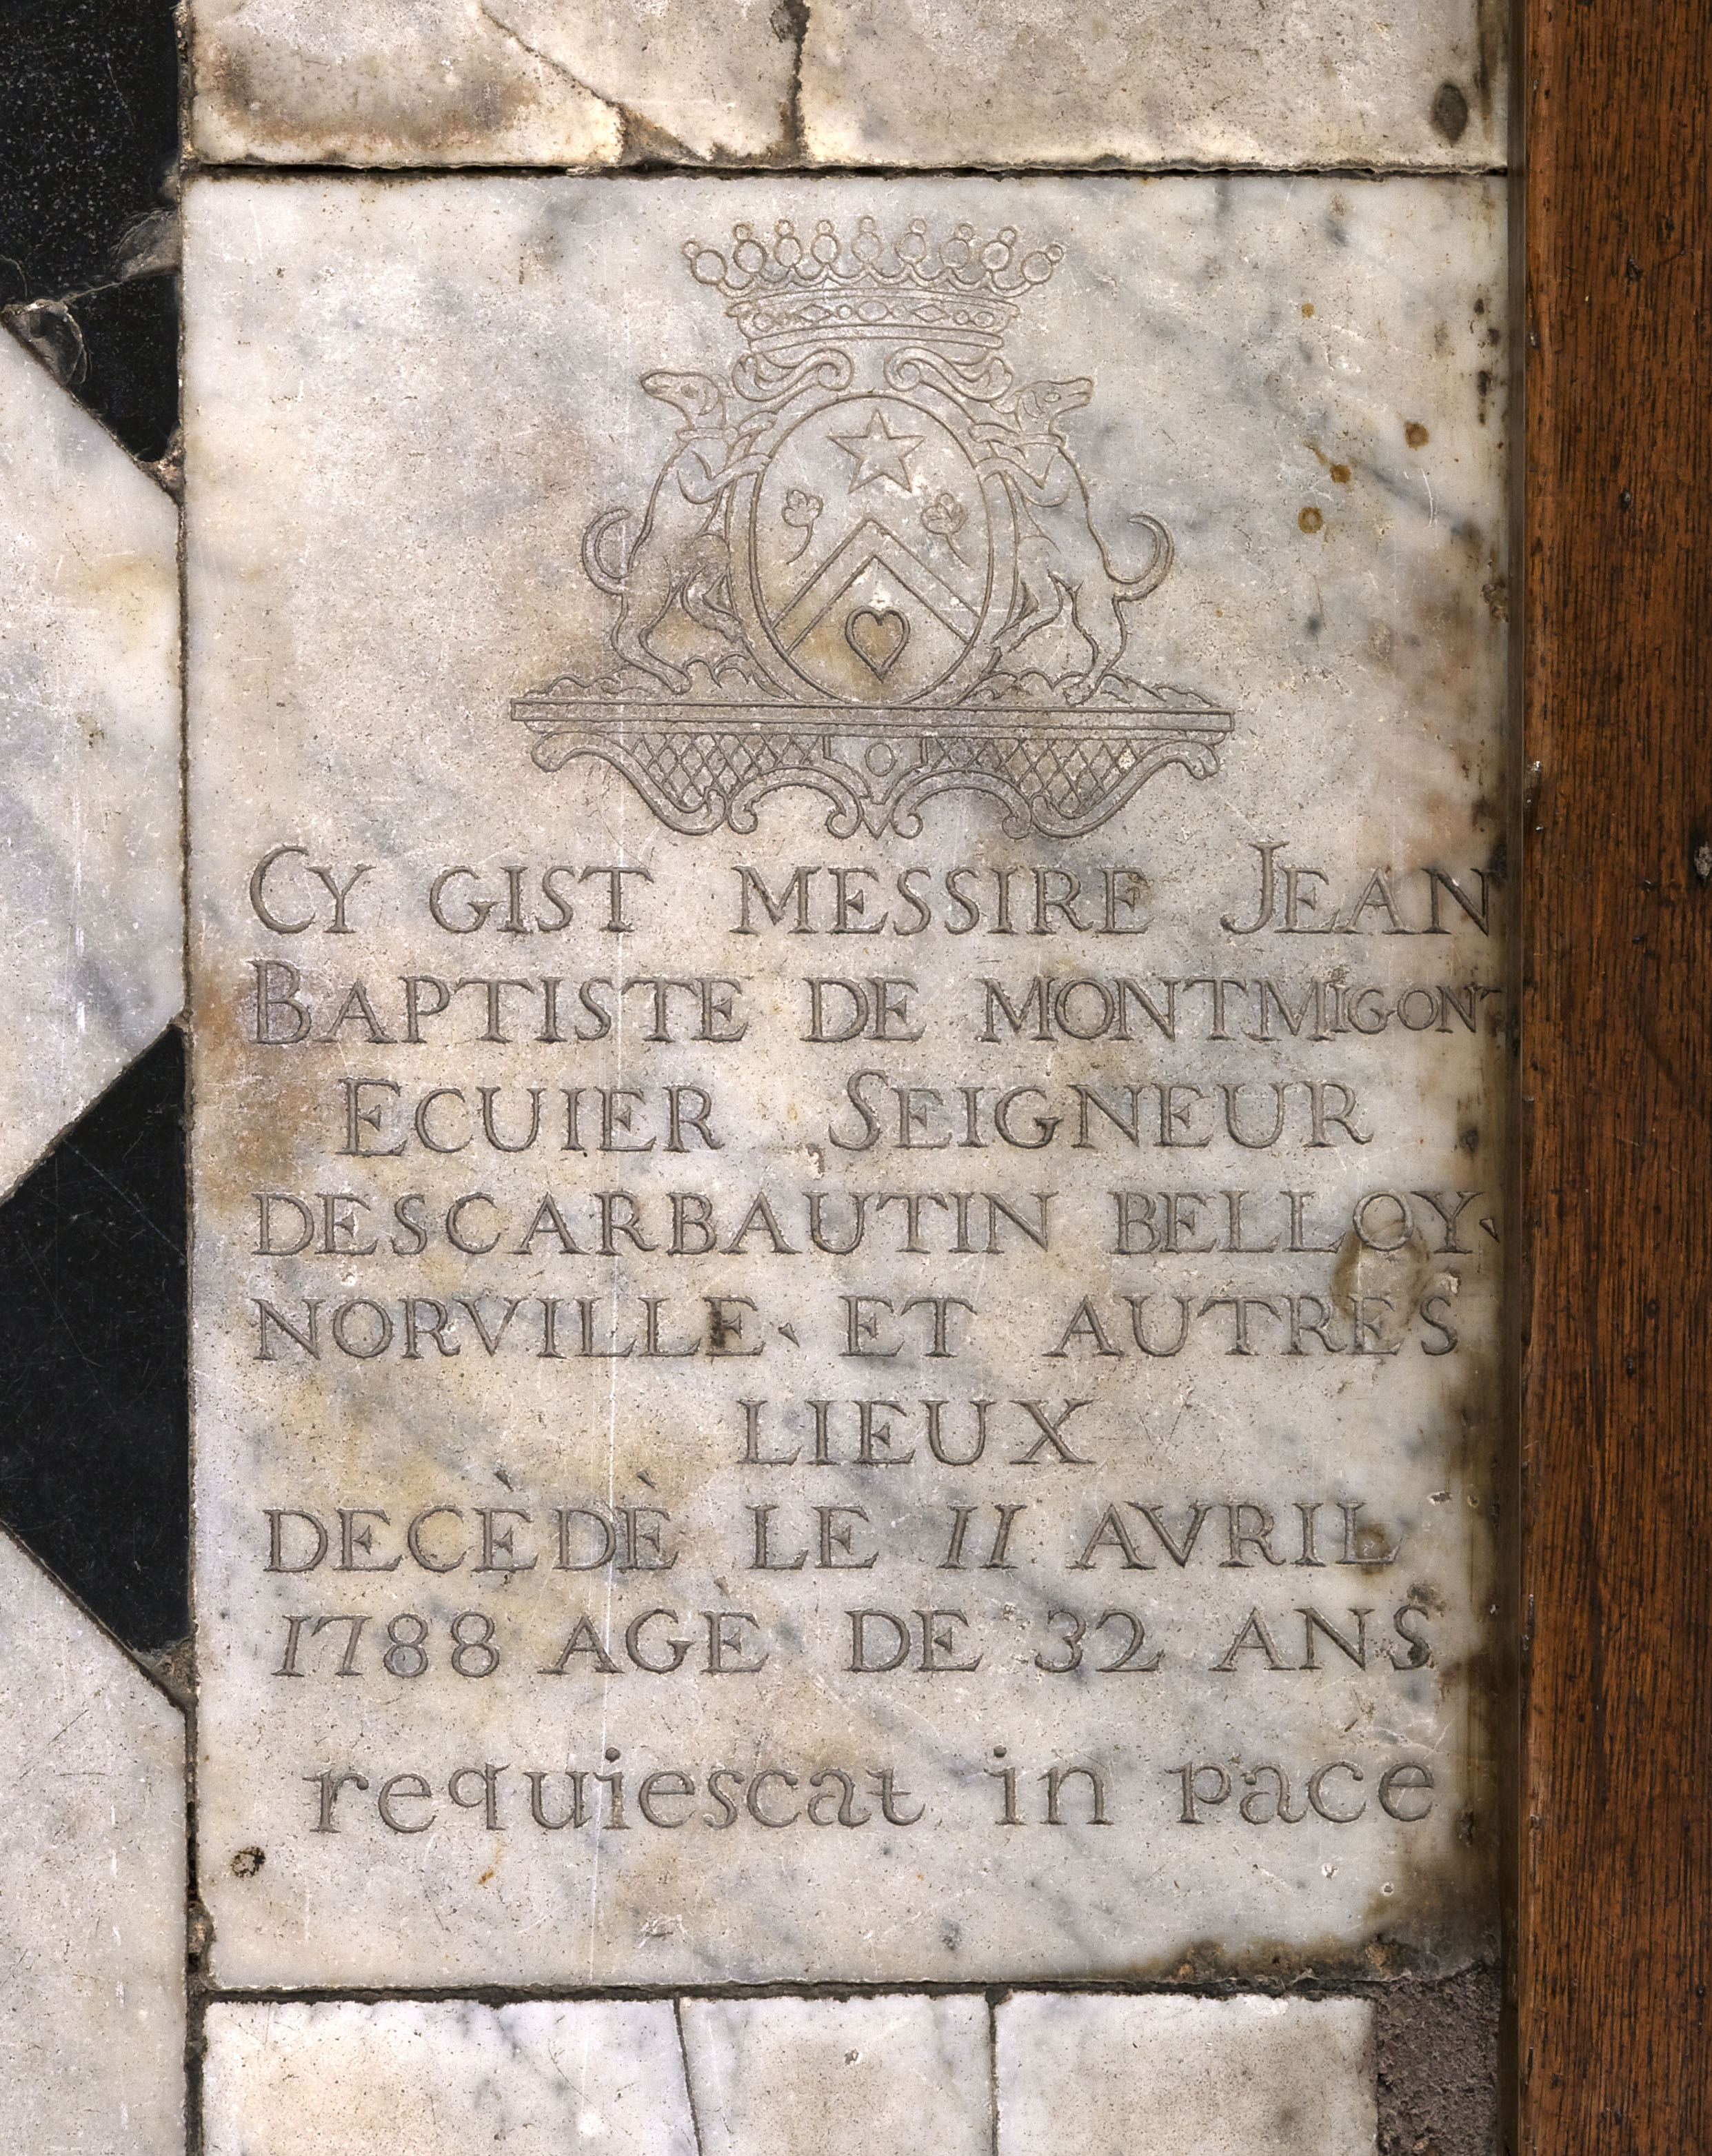 CY GIST MESSIRE JEAN
BAPTISTE DE MONTMIGONT
ECUIER SEIGNEUR
DESCARBAUTIN BELLOY
NORVILLE ET AUTRES
LIEUX
DECÈDÈ LE 11 AVRIL
1788 AGÈ DE 32 ANS
requiescat in pace